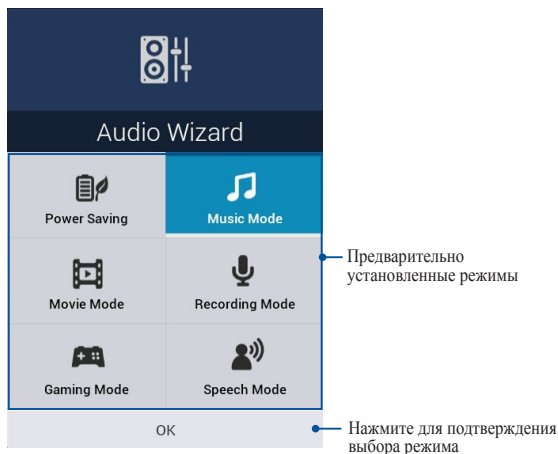 Audio Wizard
Power Saving
Music Mode
Movie Mode
Recording Mode
Предварительно
установленные режимы
Gaming Mode
Speech Mode
OK
Нажмите для подтверждения
выбора режима